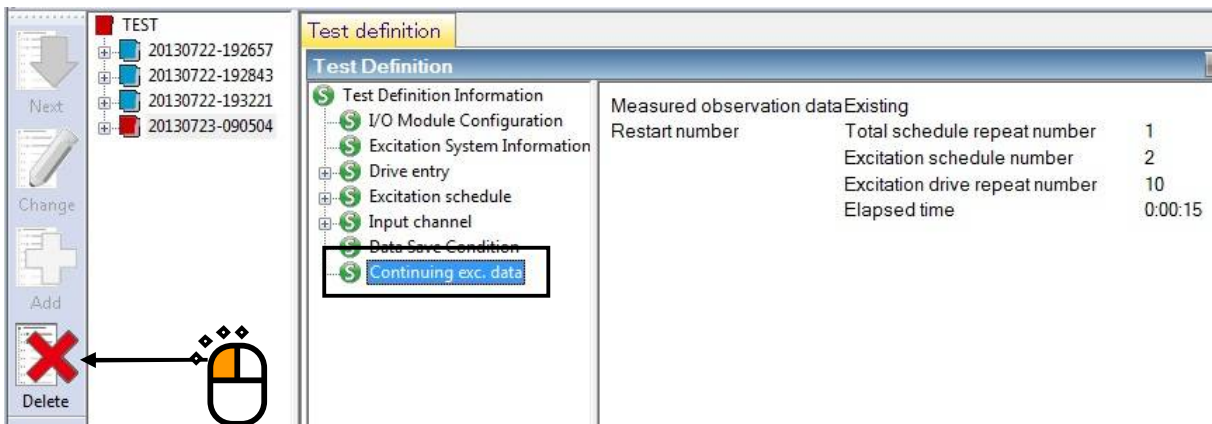 Next
Change
Add
Delete
TEST
20130722-192657
20130722-192843
20130722-193221
20130723-090504
Test definition
Test Definition
Test Definition Information
I/O Module Configuration
Excitation System Information
Drive entry
Excitation schedule
Input channel
Data Save Condition
Continuing exc. data
Measured observation data Existing
Restart number Total schedule repeat number 1
Excitation schedule number 2
Excitation drive repeat number 10
Elapsed time 0:00:15